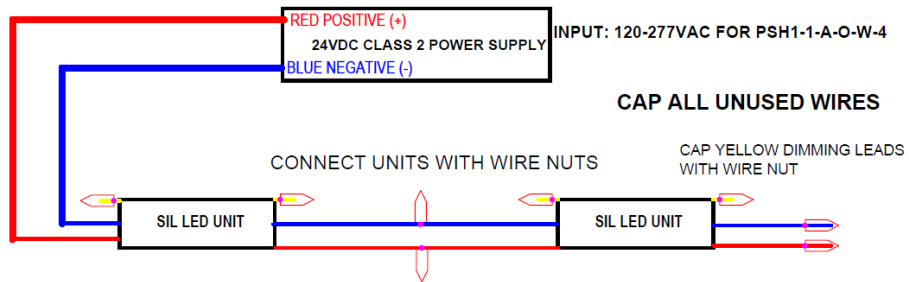 RED POSITIVE (+)
24VDC CLASS 2 POWER SUPPLY
BLUE NEGATIVE (-)
INPUT: 120-277VAC FOR PSH1-1-A-O-W-4
CAP ALL UNUSED WIRES
CAP YELLOW DIMMING LEADS
WITH WIRE NUT
CONNECT UNITS WITH WIRE NUTS
SIL LED UNIT
SIL LED UNIT